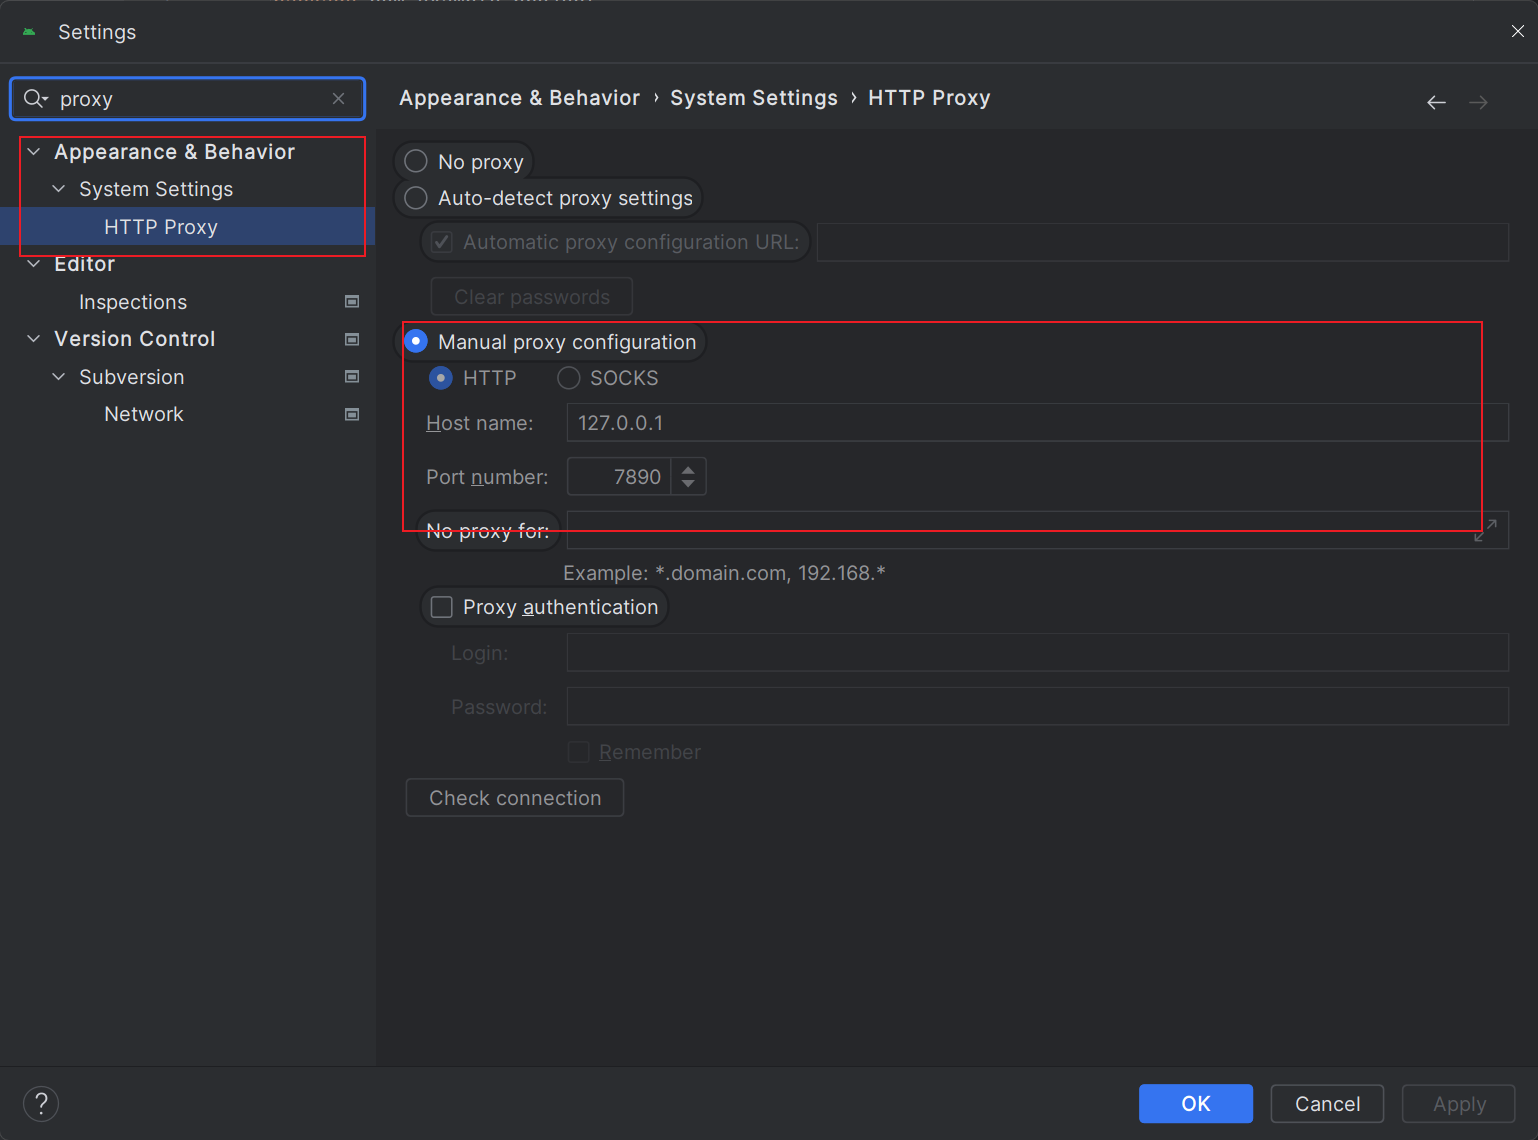 Settings
proxy
Appearance & Behavior
System Settings
HTTP Proxy
Editor
Inspections
Version Control
Subversion
Network
Appearance & Behavior › System Settings › HTTP Proxy
No proxy
Auto-detect proxy settings
Automatic proxy configuration URL:
Clear passwords
Manual proxy configuration
HTTP SOCKS
Host name: 127.0.0.1
Port number: 7890
No proxy for:
Example: *.domain.com, 192.168.*
Proxy authentication
Login:
Password:
Remember
Check connection
?
OK Cancel Apply